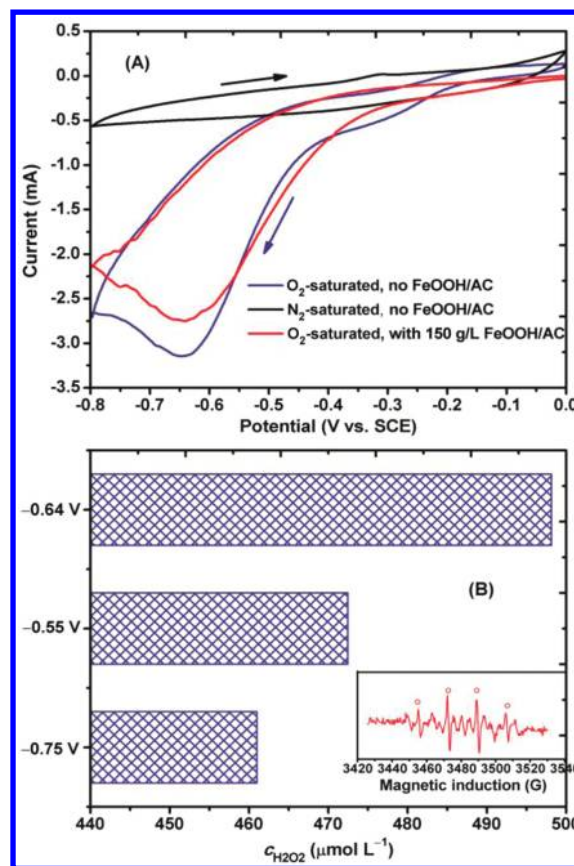 (A)
0.5
0.0
-0.5
-1.0
-1.5
-2.0
-2.5
-3.0
-3.5
Current (mA)
O₂-saturated, no FeOOH/AC
N₂-saturated, no FeOOH/AC
O₂-saturated, with 150 g/L FeOOH/AC
-0.8 -0.7 -0.6 -0.5 -0.4 -0.3 -0.2 -0.1 0.0
Potential (V vs. SCE)
−0.64 V
−0.55 V
−0.75 V
(B)
3420 3440 3460 3480 3500 3520 3540
Magnetic induction (G)
440 450 460 470 480 490 500
cH2O2 (μmol L⁻¹)